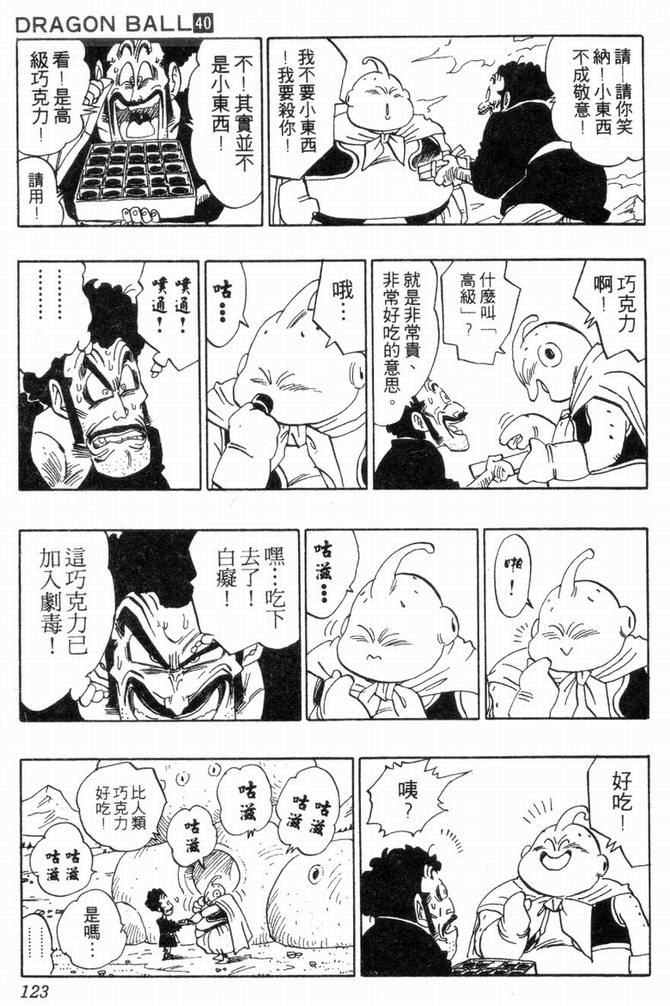 DRAGON BALL 40
請—請你笑
納！小東西
不成敬意！
我不要小東西
！我要殺你！
不！其實並不
是小東西！
看！是高
級巧克力！
請用！
巧克力
啊！
什麼叫「
高級」？
就是非常貴、
非常好吃的意思。
哦…
咕…
噗通！
噗通！
………
………
啪！
咕滋…
嘿…吃下
去了！
白癡！
這巧克力已
加入劇毒！
好吃！
咦？
咕滋
咕滋
咕滋
咕滋
比人類
巧克力
好吃！
咕滋
咕滋
是嗎…
………
123